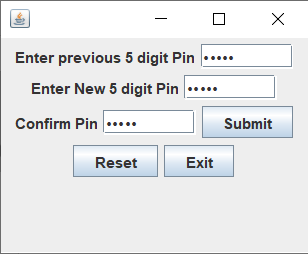 Enter previous 5 digit Pin •••••
Enter New 5 digit Pin •••••
Confirm Pin ••••• Submit
Reset Exit